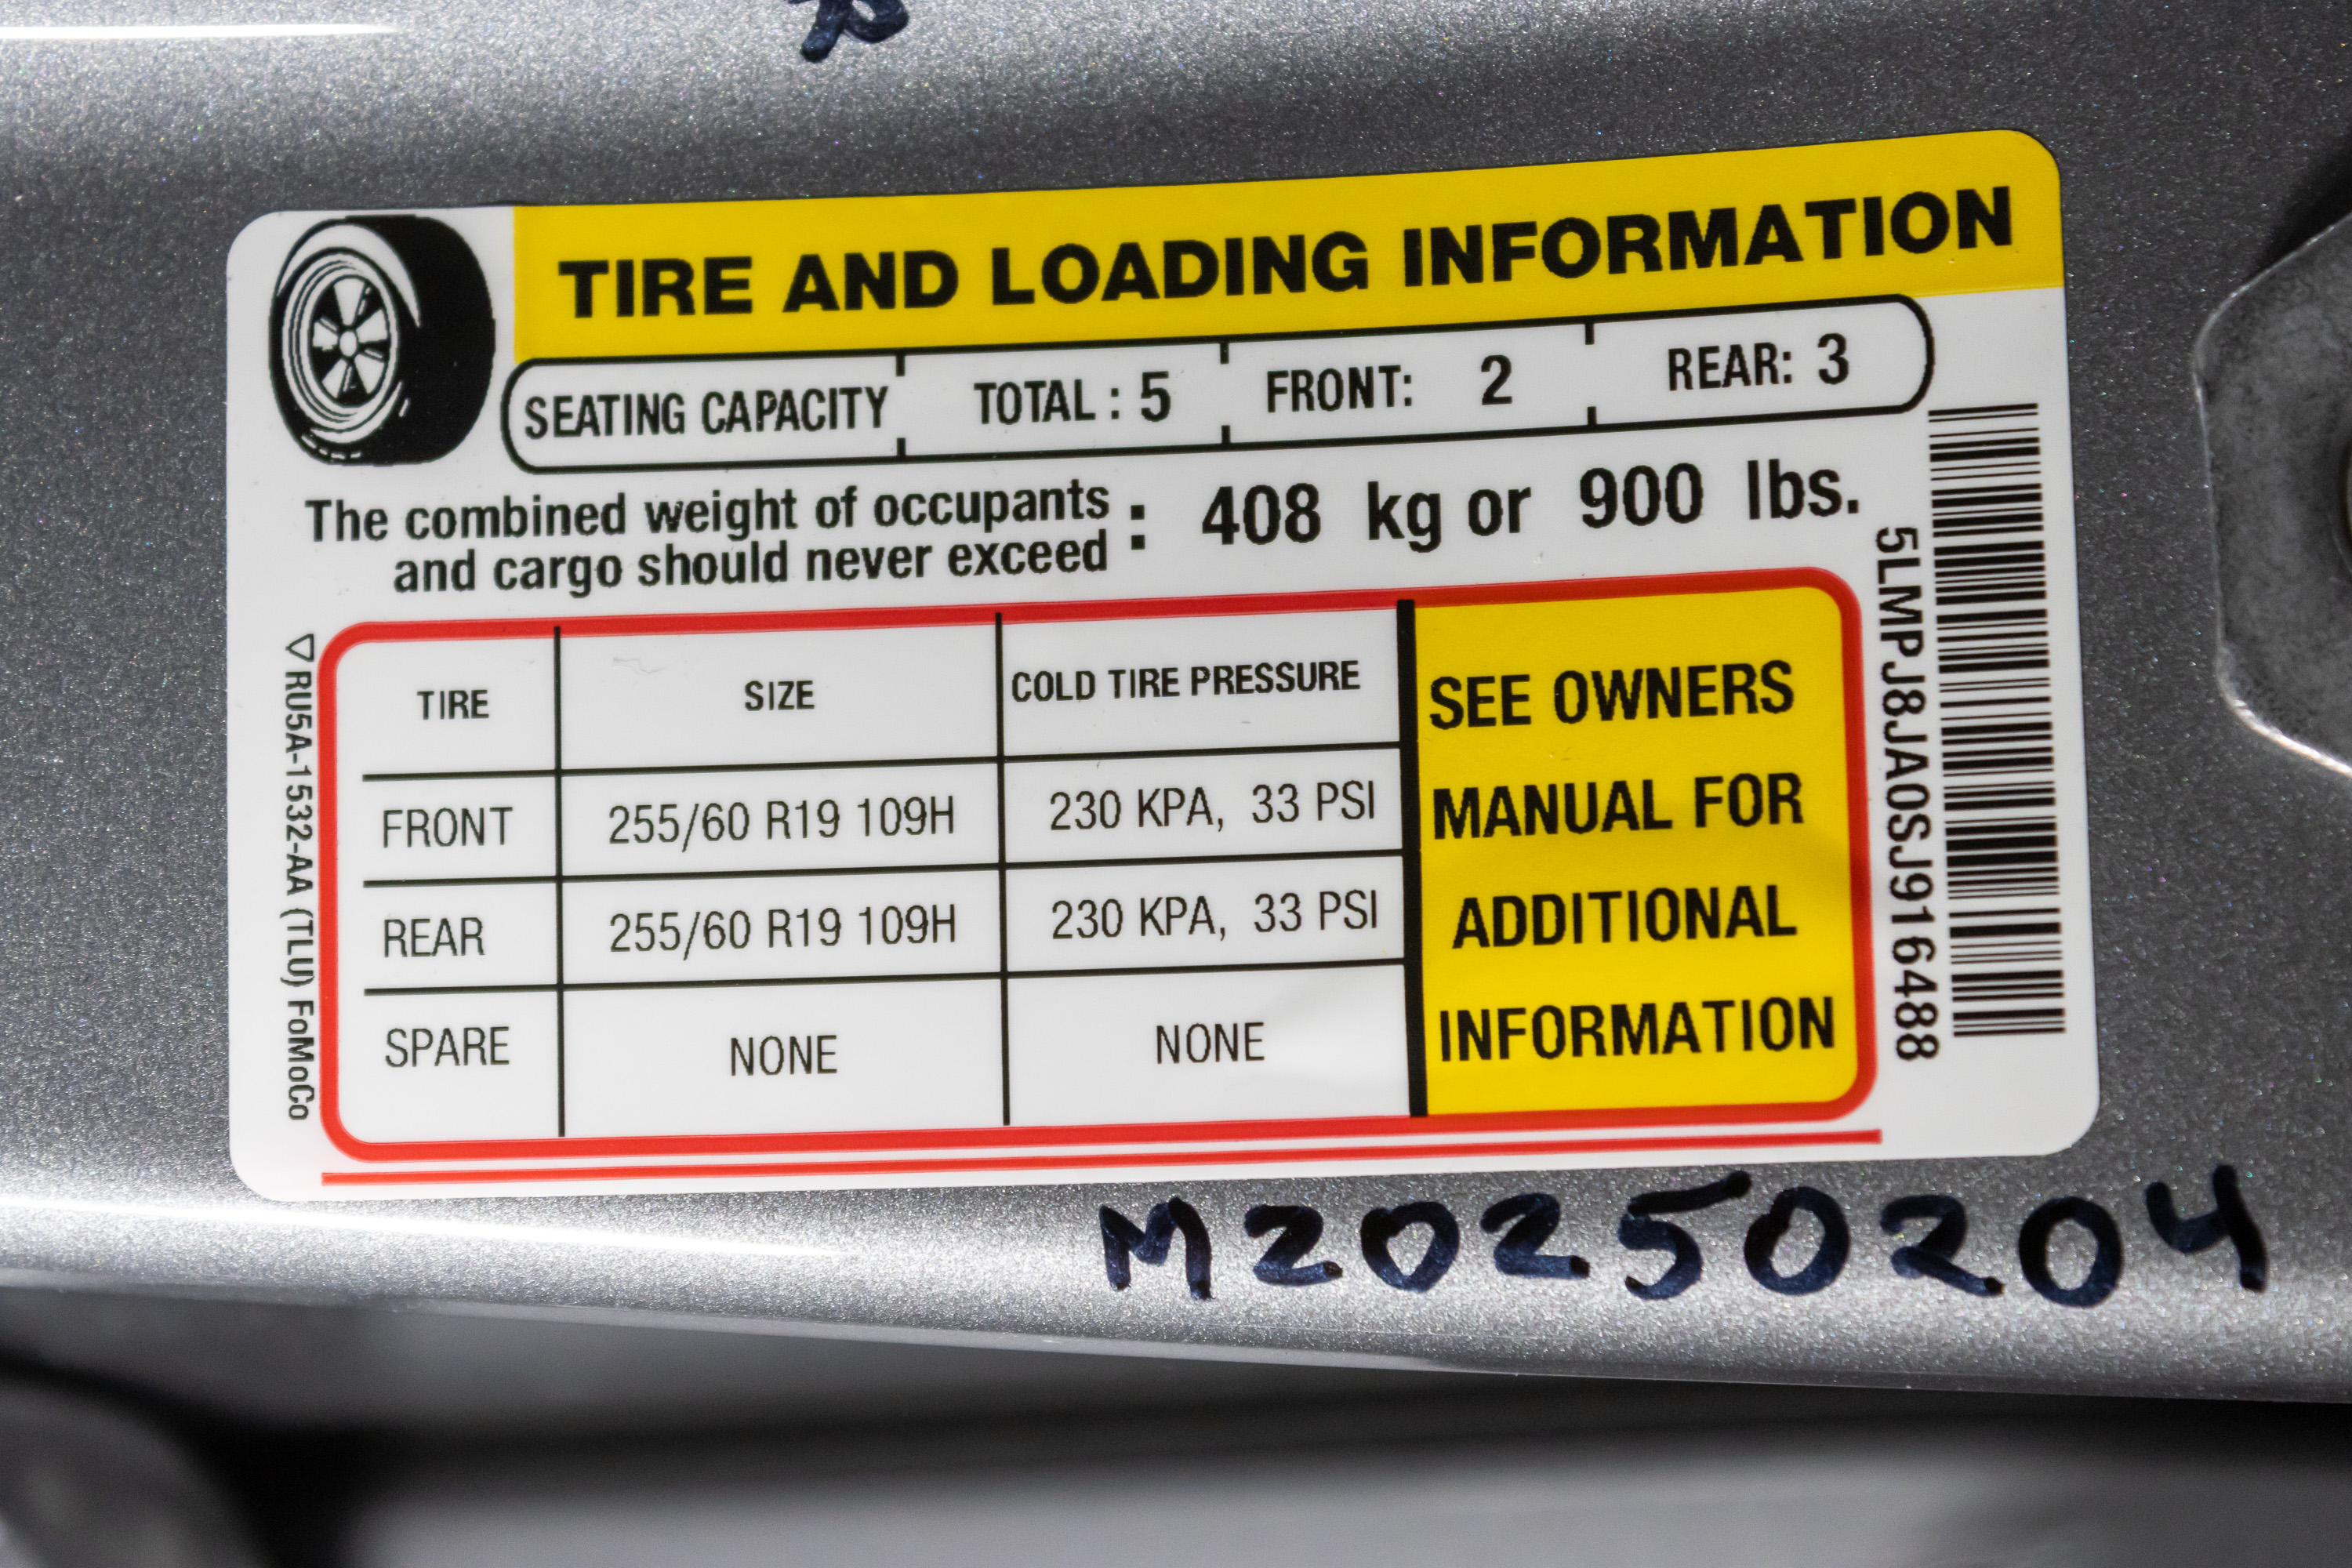 TIRE AND LOADING INFORMATION
SEATING CAPACITY TOTAL : 5 FRONT: 2 REAR: 3
The combined weight of occupants
and cargo should never exceed : 408 kg or 900 lbs.
TIRE SIZE COLD TIRE PRESSURE
FRONT 255/60 R19 109H 230 KPA, 33 PSI
REAR 255/60 R19 109H 230 KPA, 33 PSI
SPARE NONE NONE
SEE OWNERS
MANUAL FOR
ADDITIONAL
INFORMATION
RU5A-1532-AA (TLU) FoMoCo
5LMPJ8JA0SJ916488
M20250204